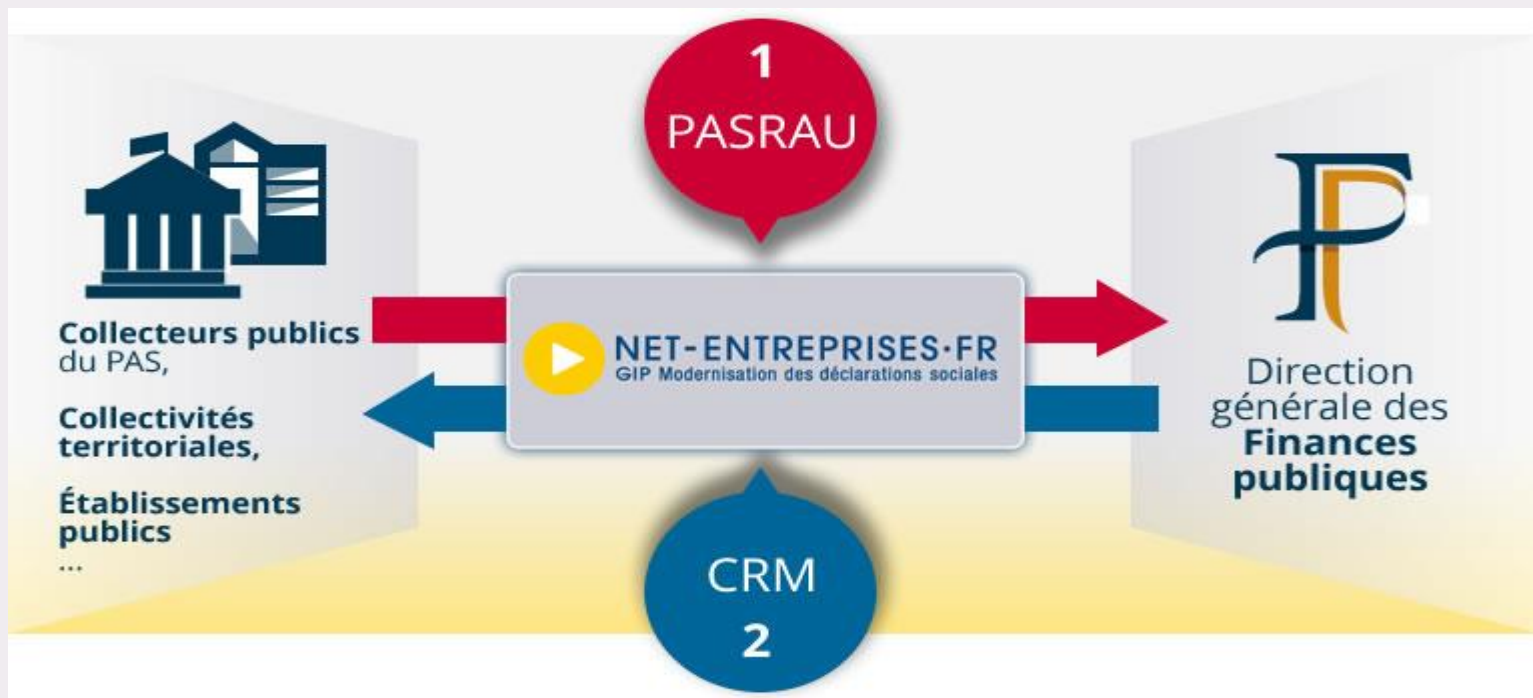 1
PASRAU
Collecteurs publics
du PAS,
Collectivités
territoriales,
Établissements
publics
...
NET-ENTREPRISES·FR
GIP Modernisation des déclarations sociales
Direction
générale des
Finances
publiques
CRM
2